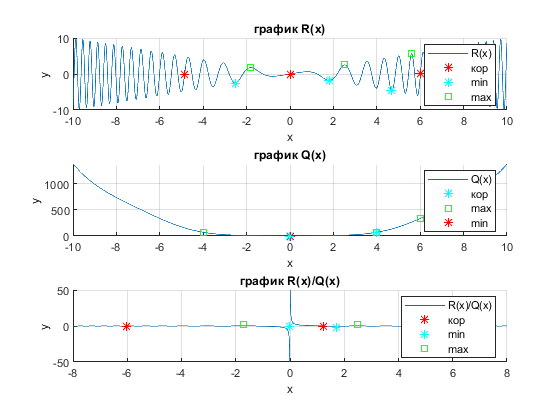 график R(x)
10
0
-10
y
-10 -8 -6 -4 -2 0 2 4 6 8 10
x
R(x)
кор
min
max
график Q(x)
1000
500
0
y
-10 -8 -6 -4 -2 0 2 4 6 8 10
x
Q(x)
кор
max
min
график R(x)/Q(x)
50
0
-50
y
-8 -6 -4 -2 0 2 4 6 8
x
R(x)/Q(x)
кор
min
max